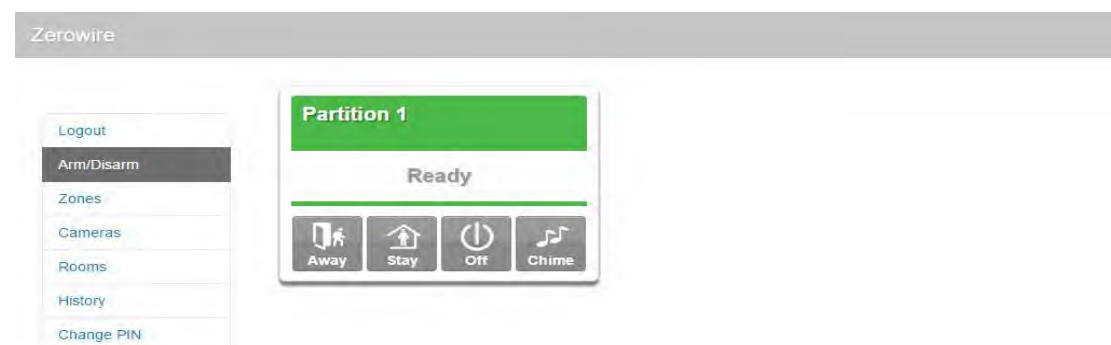 Zerowire
Logout
Arm/Disarm
Zones
Cameras
Rooms
History
Change PIN
Partition 1
Ready
Away Stay Off Chime